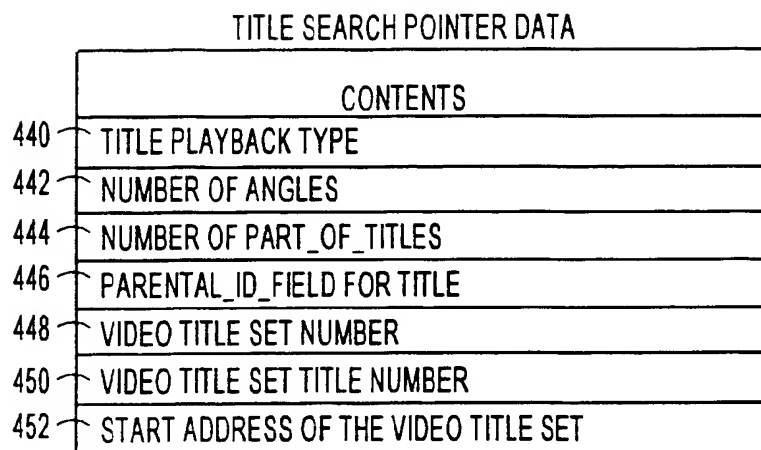 TITLE SEARCH POINTER DATA
CONTENTS
440 TITLE PLAYBACK TYPE
442 NUMBER OF ANGLES
444 NUMBER OF PART_OF_TITLES
446 PARENTAL_ID_FIELD FOR TITLE
448 VIDEO TITLE SET NUMBER
450 VIDEO TITLE SET TITLE NUMBER
452 START ADDRESS OF THE VIDEO TITLE SET